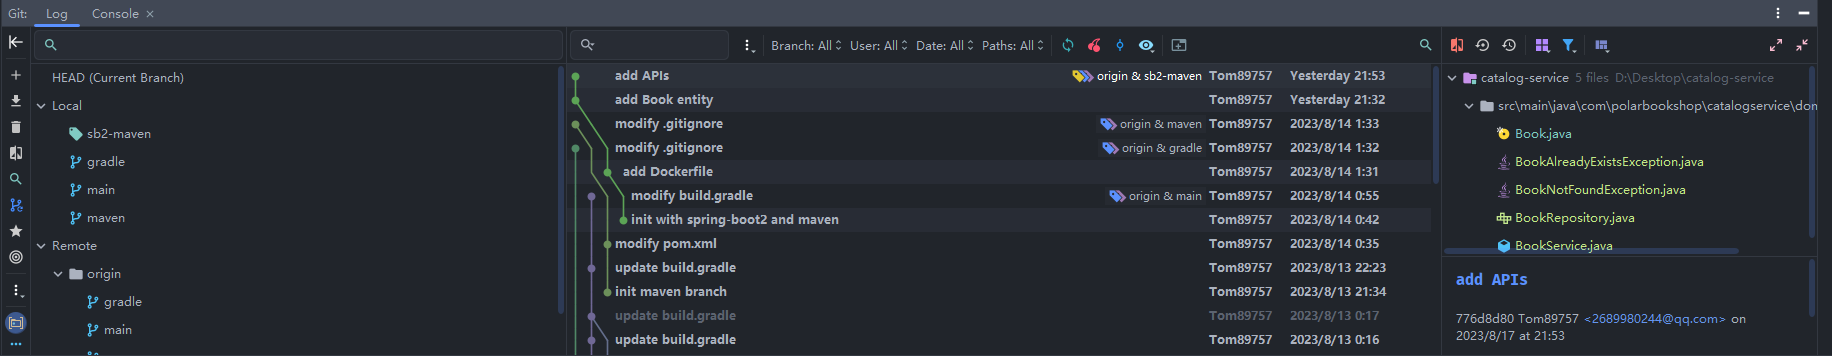 Git: Log Console ×
Branch: All User: All Date: All Paths: All
HEAD (Current Branch)
Local
sb2-maven
gradle
main
maven
Remote
origin
gradle
main
add APIs origin & sb2-maven Tom89757 Yesterday 21:53
add Book entity Tom89757 Yesterday 21:32
modify .gitignore origin & maven Tom89757 2023/8/14 1:33
modify .gitignore origin & gradle Tom89757 2023/8/14 1:32
add Dockerfile Tom89757 2023/8/14 1:31
modify build.gradle origin & main Tom89757 2023/8/14 0:55
init with spring-boot2 and maven Tom89757 2023/8/14 0:42
modify pom.xml Tom89757 2023/8/14 0:35
update build.gradle Tom89757 2023/8/13 22:23
init maven branch Tom89757 2023/8/13 21:34
update build.gradle Tom89757 2023/8/13 0:17
update build.gradle Tom89757 2023/8/13 0:16
catalog-service 5 files D:\Desktop\catalog-service
src\main\java\com\polarbookshop\catalogservice\don
Book.java
BookAlreadyExistsException.java
BookNotFoundException.java
BookRepository.java
BookService.java
add APIs
776d8d80 Tom89757 <2689980244@qq.com> on
2023/8/17 at 21:53